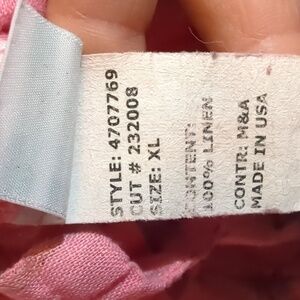 STYLE: 4707769
CUT # 232008
SIZE: XL
CONTENT:
100% LINEN
CONTR: M&A
MADE IN USA